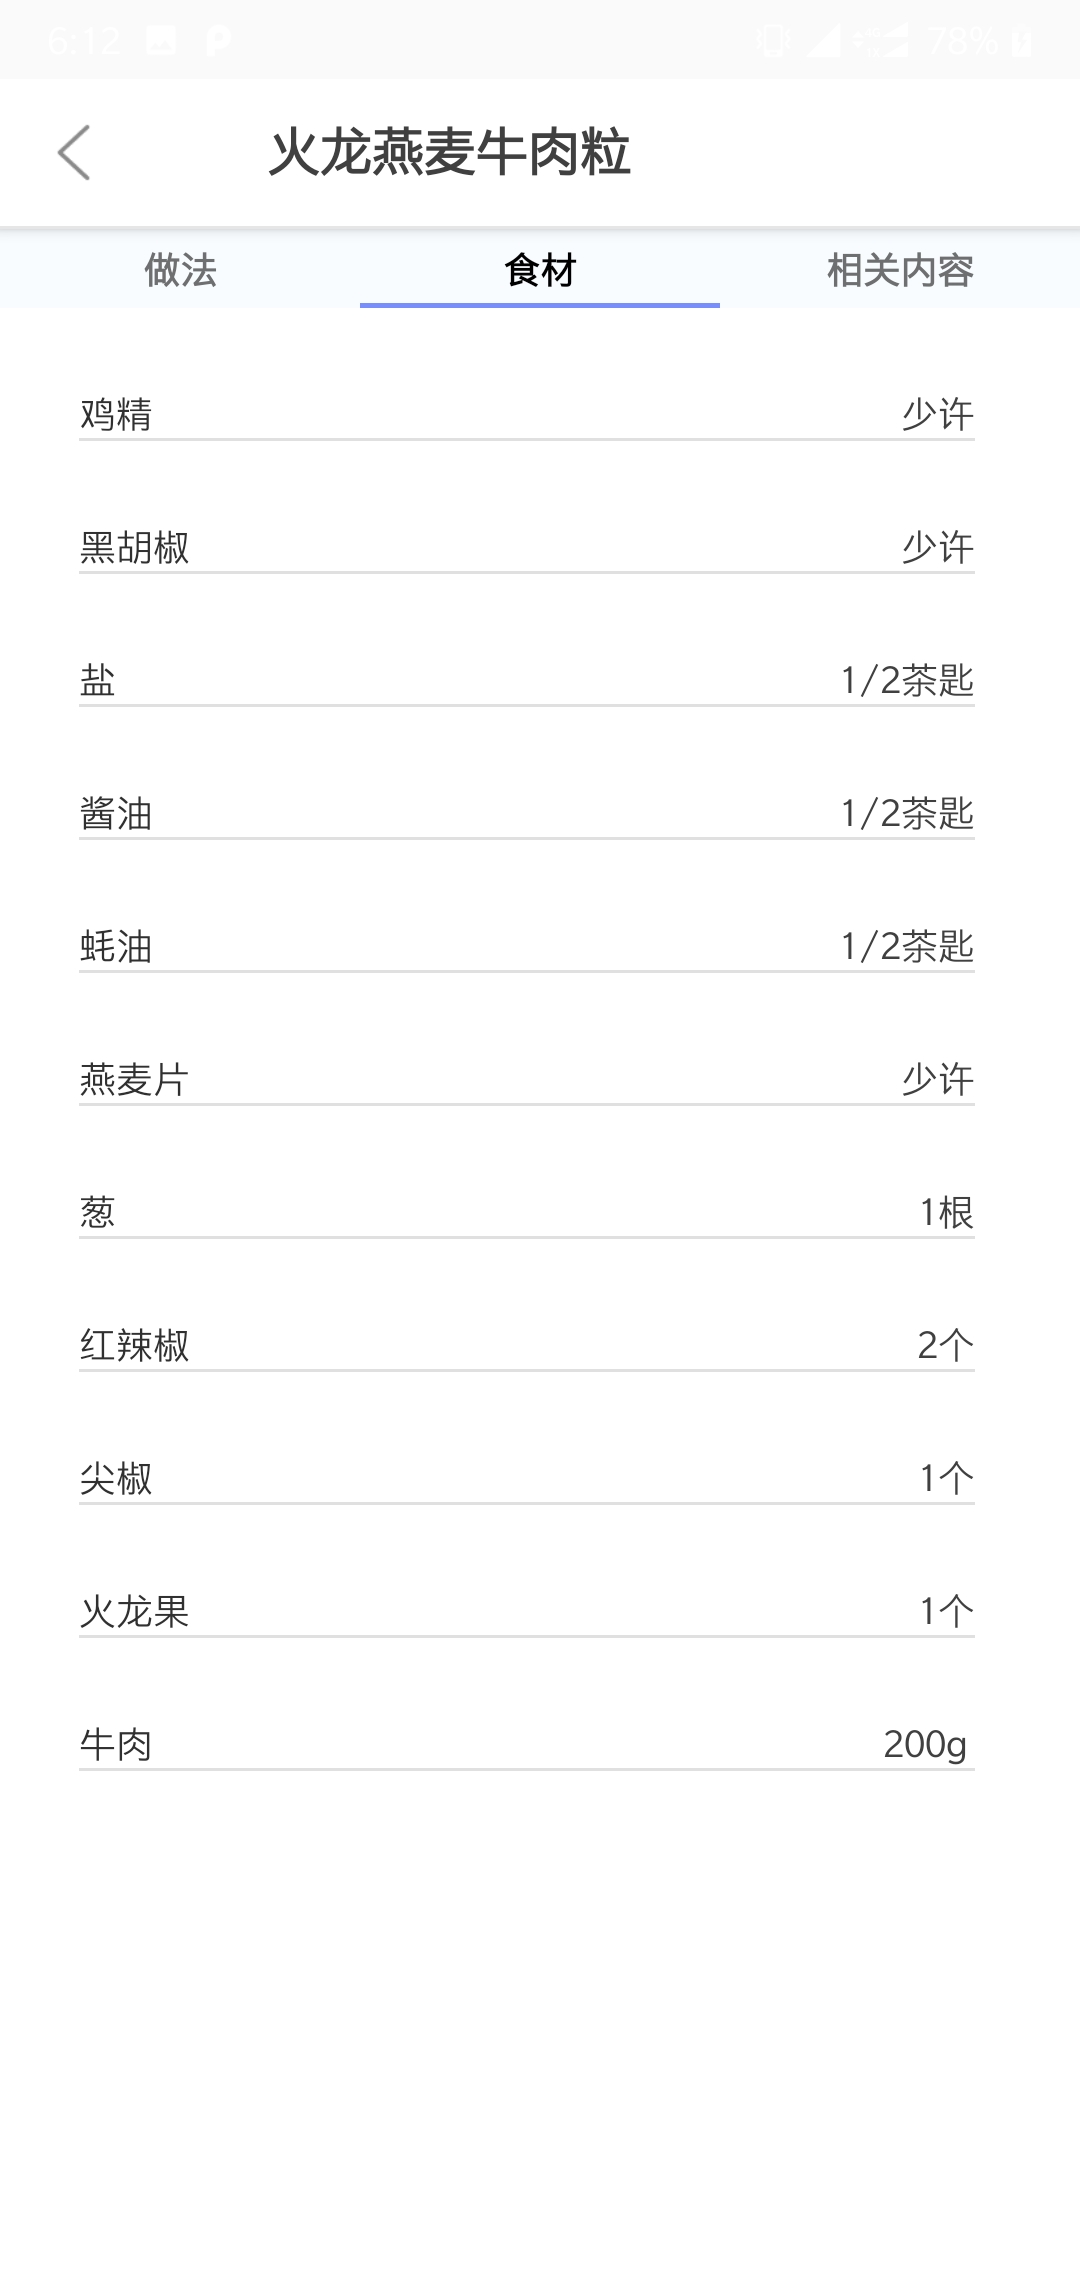 6:12 78%
火龙燕麦牛肉粒
做法 食材 相关内容
鸡精 少许
黑胡椒 少许
盐 1/2茶匙
酱油 1/2茶匙
蚝油 1/2茶匙
燕麦片 少许
葱 1根
红辣椒 2个
尖椒 1个
火龙果 1个
牛肉 200g